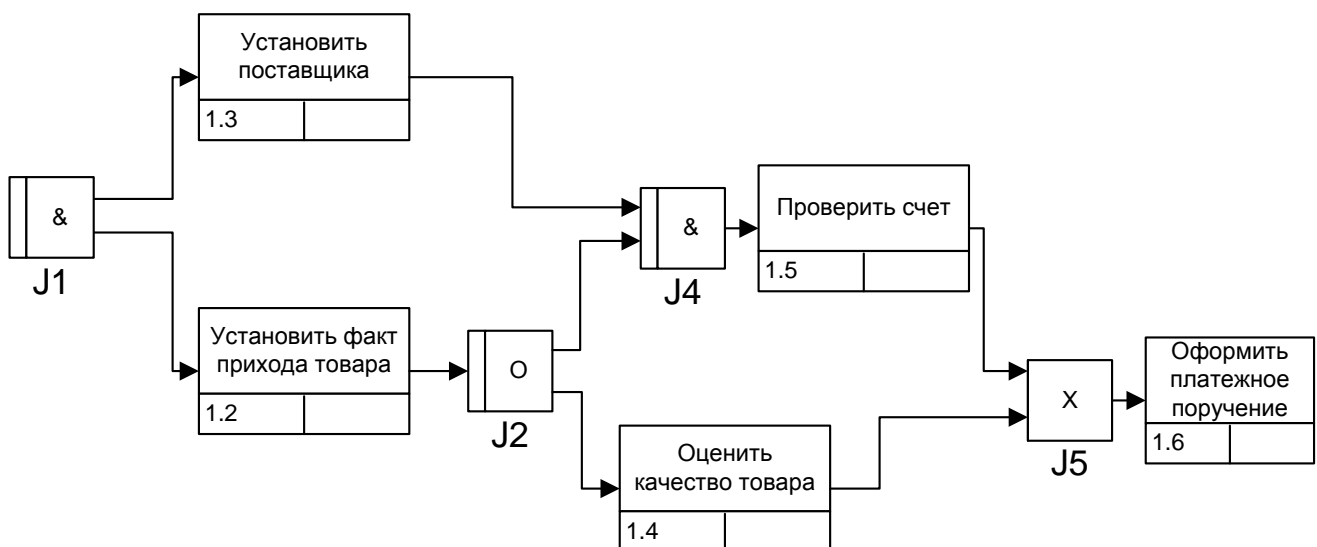 Установить
поставщика
1.3
&
J1
Установить факт
прихода товара
1.2
O
J2
&
J4
Проверить счет
1.5
Оценить
качество товара
1.4
X
J5
Оформить
платежное
поручение
1.6